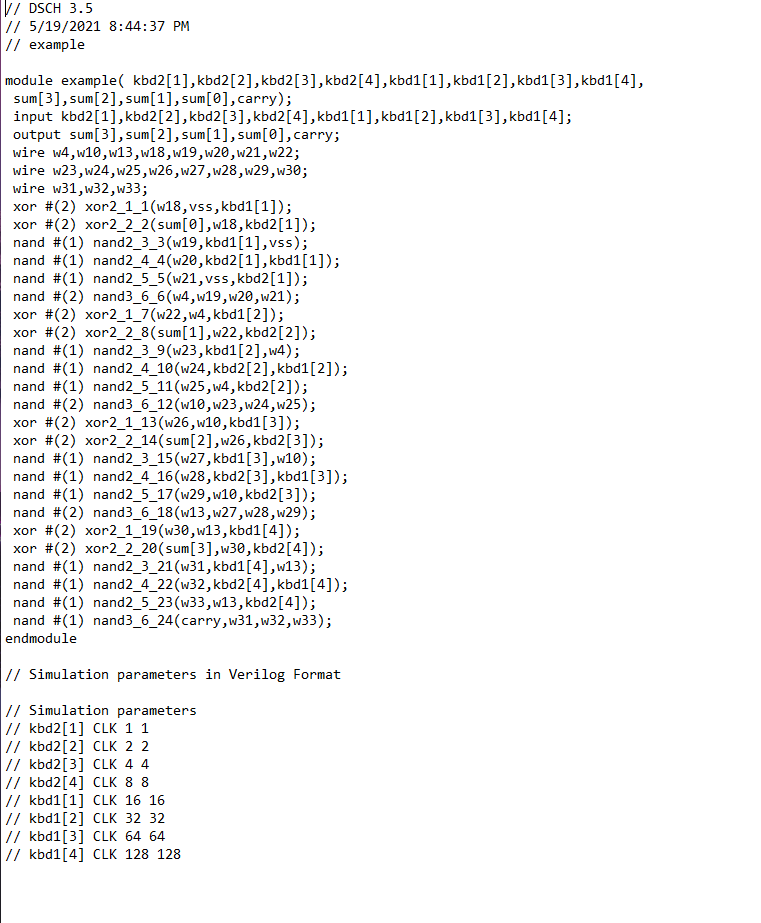 // DSCH 3.5
// 5/19/2021 8:44:37 PM
// example
module example( kbd2[1],kbd2[2],kbd2[3],kbd2[4],kbd1[1],kbd1[2],kbd1[3],kbd1[4],
sum[3],sum[2],sum[1],sum[0],carry);
input kbd2[1],kbd2[2],kbd2[3],kbd2[4],kbd1[1],kbd1[2],kbd1[3],kbd1[4];
output sum[3],sum[2],sum[1],sum[0],carry;
wire w4,w10,w13,w18,w19,w20,w21,w22;
wire w23,w24,w25,w26,w27,w28,w29,w30;
wire w31,w32,w33;
xor #(2) xor2_1_1(w18,vss,kbd1[1]);
xor #(2) xor2_2_2(sum[0],w18,kbd2[1]);
nand #(1) nand2_3_3(w19,kbd1[1],vss);
nand #(1) nand2_4_4(w20,kbd2[1],kbd1[1]);
nand #(1) nand2_5_5(w21,vss,kbd2[1]);
nand #(2) nand3_6_6(w4,w19,w20,w21);
xor #(2) xor2_1_7(w22,w4,kbd1[2]);
xor #(2) xor2_2_8(sum[1],w22,kbd2[2]);
nand #(1) nand2_3_9(w23,kbd1[2],w4);
nand #(1) nand2_4_10(w24,kbd2[2],kbd1[2]);
nand #(1) nand2_5_11(w25,w4,kbd2[2]);
nand #(2) nand3_6_12(w10,w23,w24,w25);
xor #(2) xor2_1_13(w26,w10,kbd1[3]);
xor #(2) xor2_2_14(sum[2],w26,kbd2[3]);
nand #(1) nand2_3_15(w27,kbd1[3],w10);
nand #(1) nand2_4_16(w28,kbd2[3],kbd1[3]);
nand #(1) nand2_5_17(w29,w10,kbd2[3]);
nand #(2) nand3_6_18(w13,w27,w28,w29);
xor #(2) xor2_1_19(w30,w13,kbd1[4]);
xor #(2) xor2_2_20(sum[3],w30,kbd2[4]);
nand #(1) nand2_3_21(w31,kbd1[4],w13);
nand #(1) nand2_4_22(w32,kbd2[4],kbd1[4]);
nand #(1) nand2_5_23(w33,w13,kbd2[4]);
nand #(1) nand3_6_24(carry,w31,w32,w33);
endmodule
// Simulation parameters in Verilog Format
// Simulation parameters
// kbd2[1] CLK 1 1
// kbd2[2] CLK 2 2
// kbd2[3] CLK 4 4
// kbd2[4] CLK 8 8
// kbd1[1] CLK 16 16
// kbd1[2] CLK 32 32
// kbd1[3] CLK 64 64
// kbd1[4] CLK 128 128